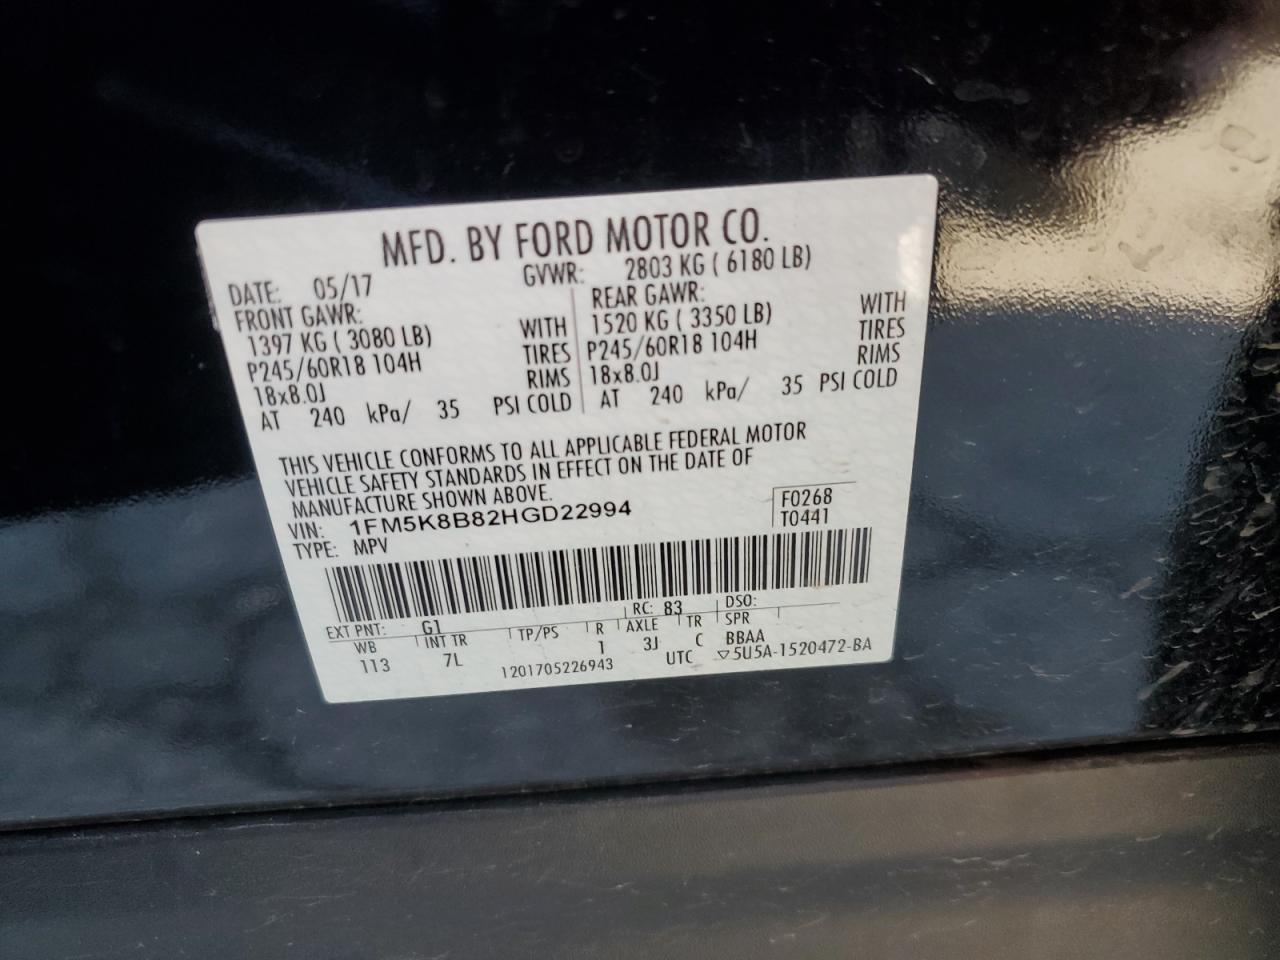 MFD. BY FORD MOTOR CO.
DATE: 05/17 GVWR: 2803 KG ( 6180 LB)
FRONT GAWR: REAR GAWR:
1397 KG ( 3080 LB) WITH 1520 KG ( 3350 LB) WITH
P245/60R18 104H TIRES P245/60R18 104H TIRES
18x8.0J RIMS 18x8.0J RIMS
AT 240 kPa/ 35 PSI COLD AT 240 kPa/ 35 PSI COLD
THIS VEHICLE CONFORMS TO ALL APPLICABLE FEDERAL MOTOR
VEHICLE SAFETY STANDARDS IN EFFECT ON THE DATE OF
MANUFACTURE SHOWN ABOVE.
VIN: 1FM5K8B82HGD22994 F0268
TYPE: MPV T0441
EXT PNT: G1 RC: 83 DSO:
WB INT TR TP/PS R AXLE TR SPR
113 7L 1 3J C BBAA
1201705226943 UTC ▽5U5A-1520472-BA